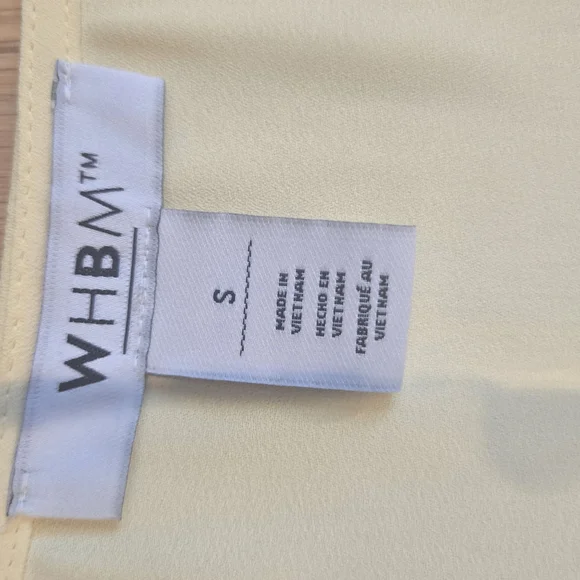 WHBM™
S
MADE IN
VIETNAM
HECHO EN
VIETNAM
FABRIQUÉ AU
VIETNAM